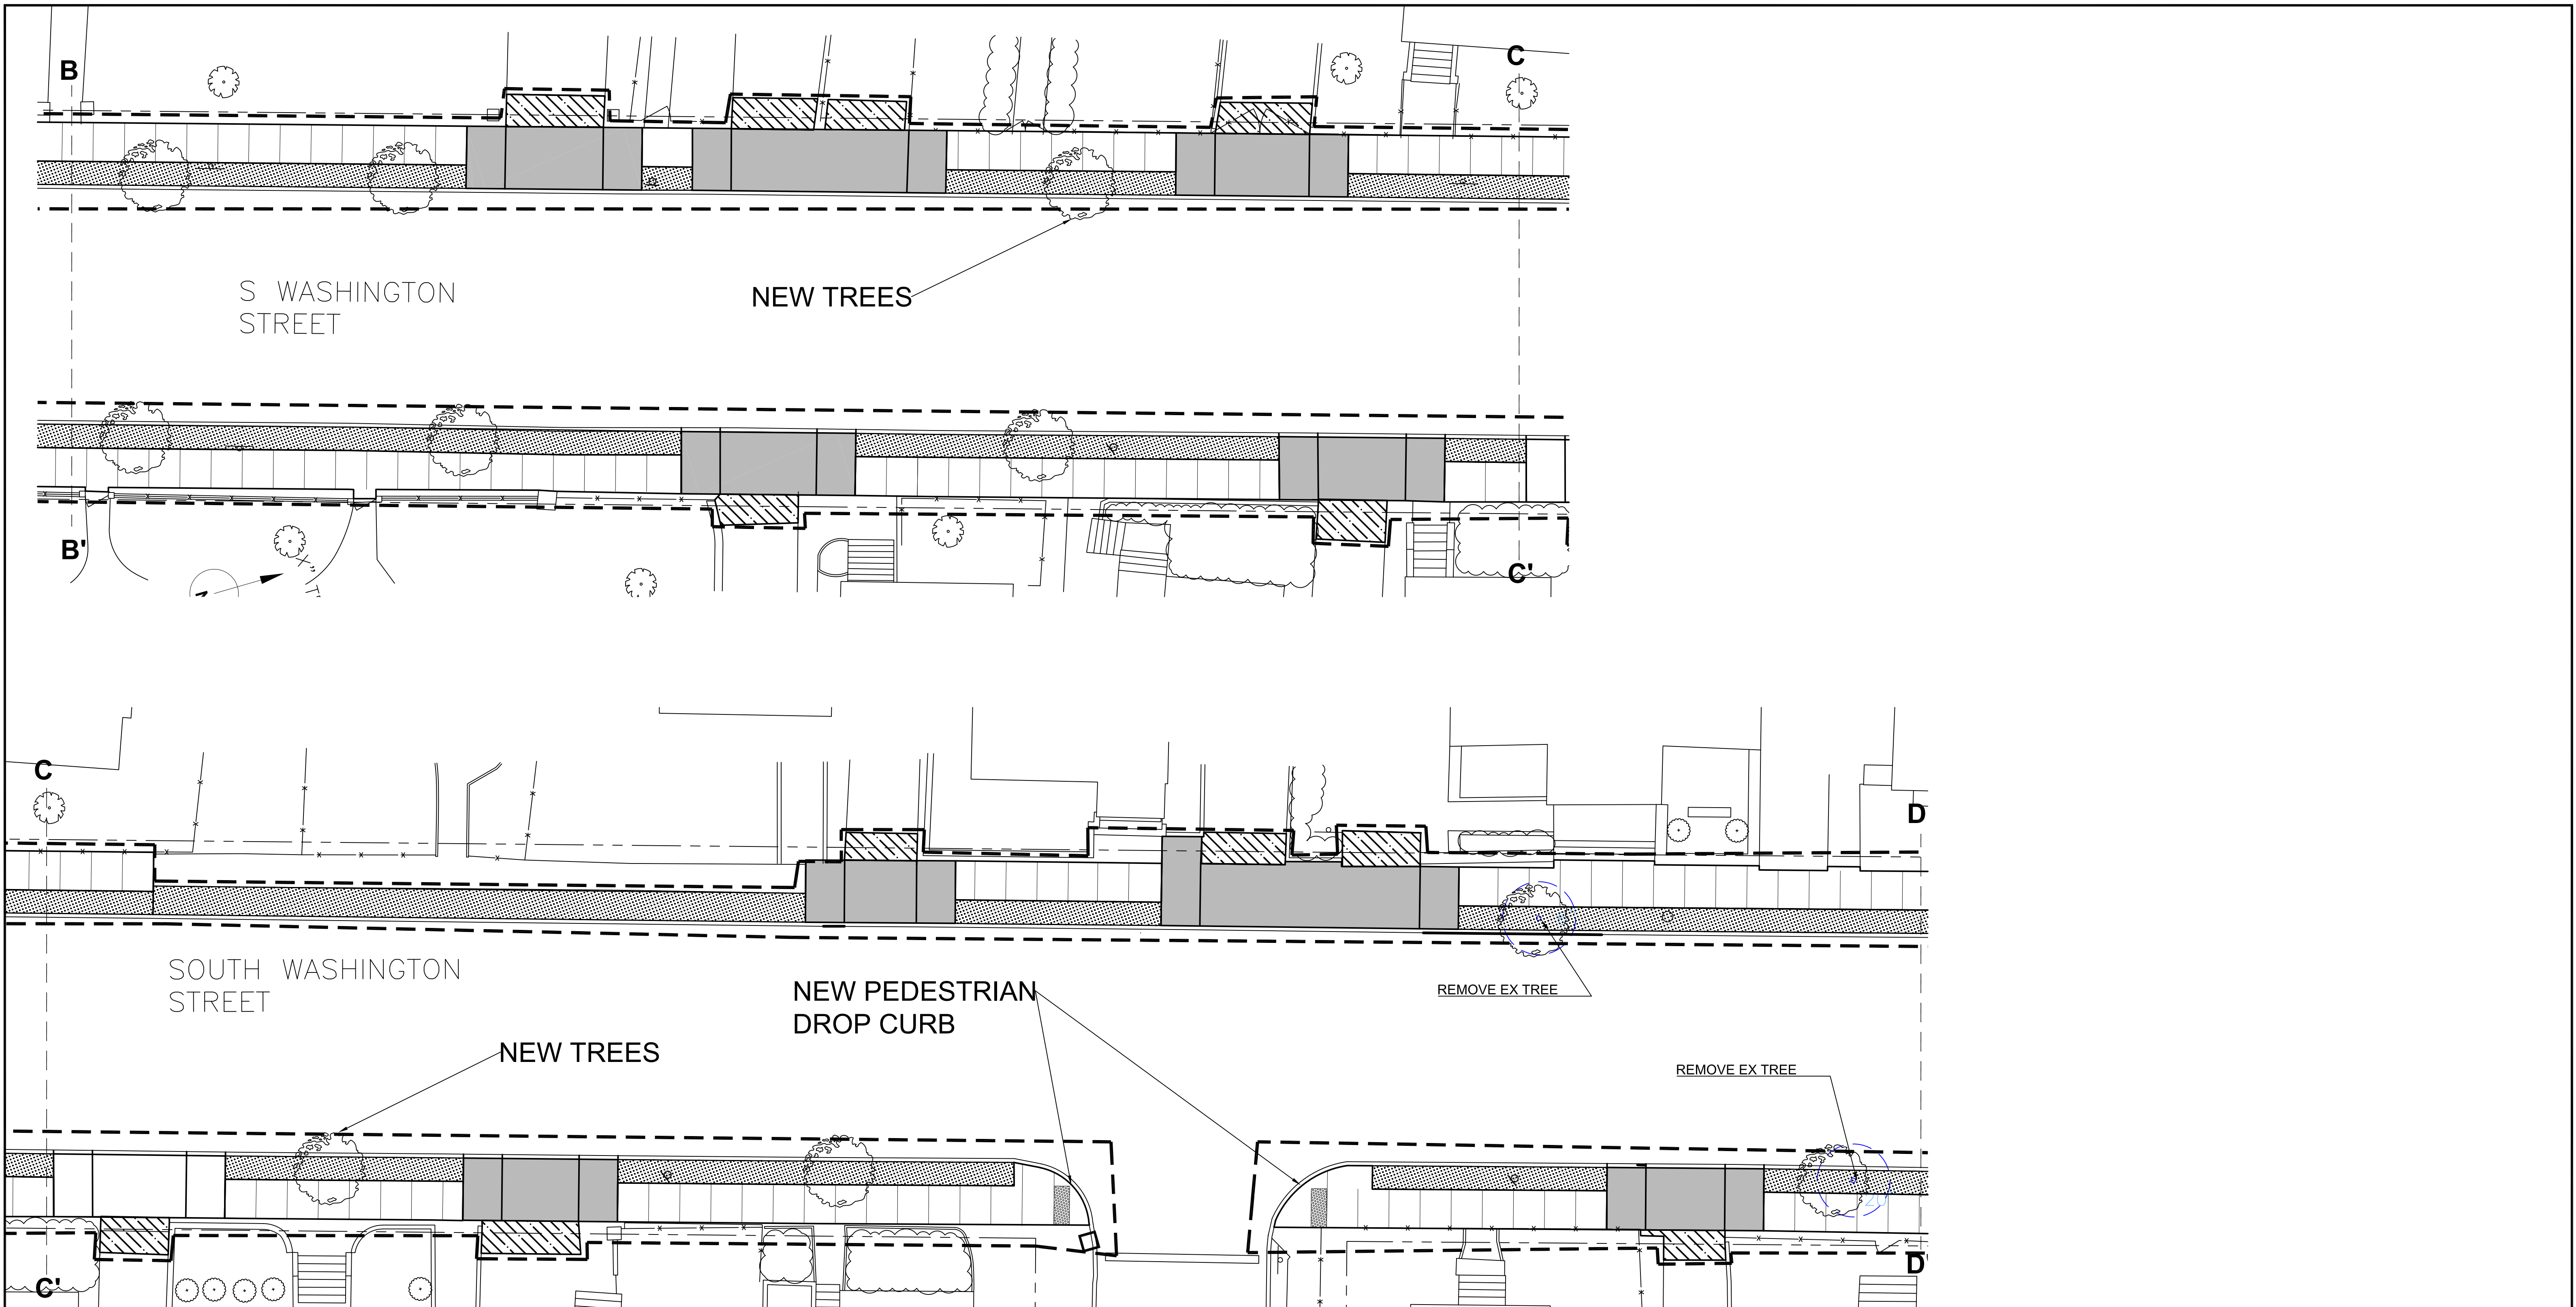 B
C
S WASHINGTON
STREET
NEW TREES
B'
C'
C
D
SOUTH WASHINGTON
STREET
NEW PEDESTRIAN
DROP CURB
REMOVE EX TREE
NEW TREES
REMOVE EX TREE
C'
D'